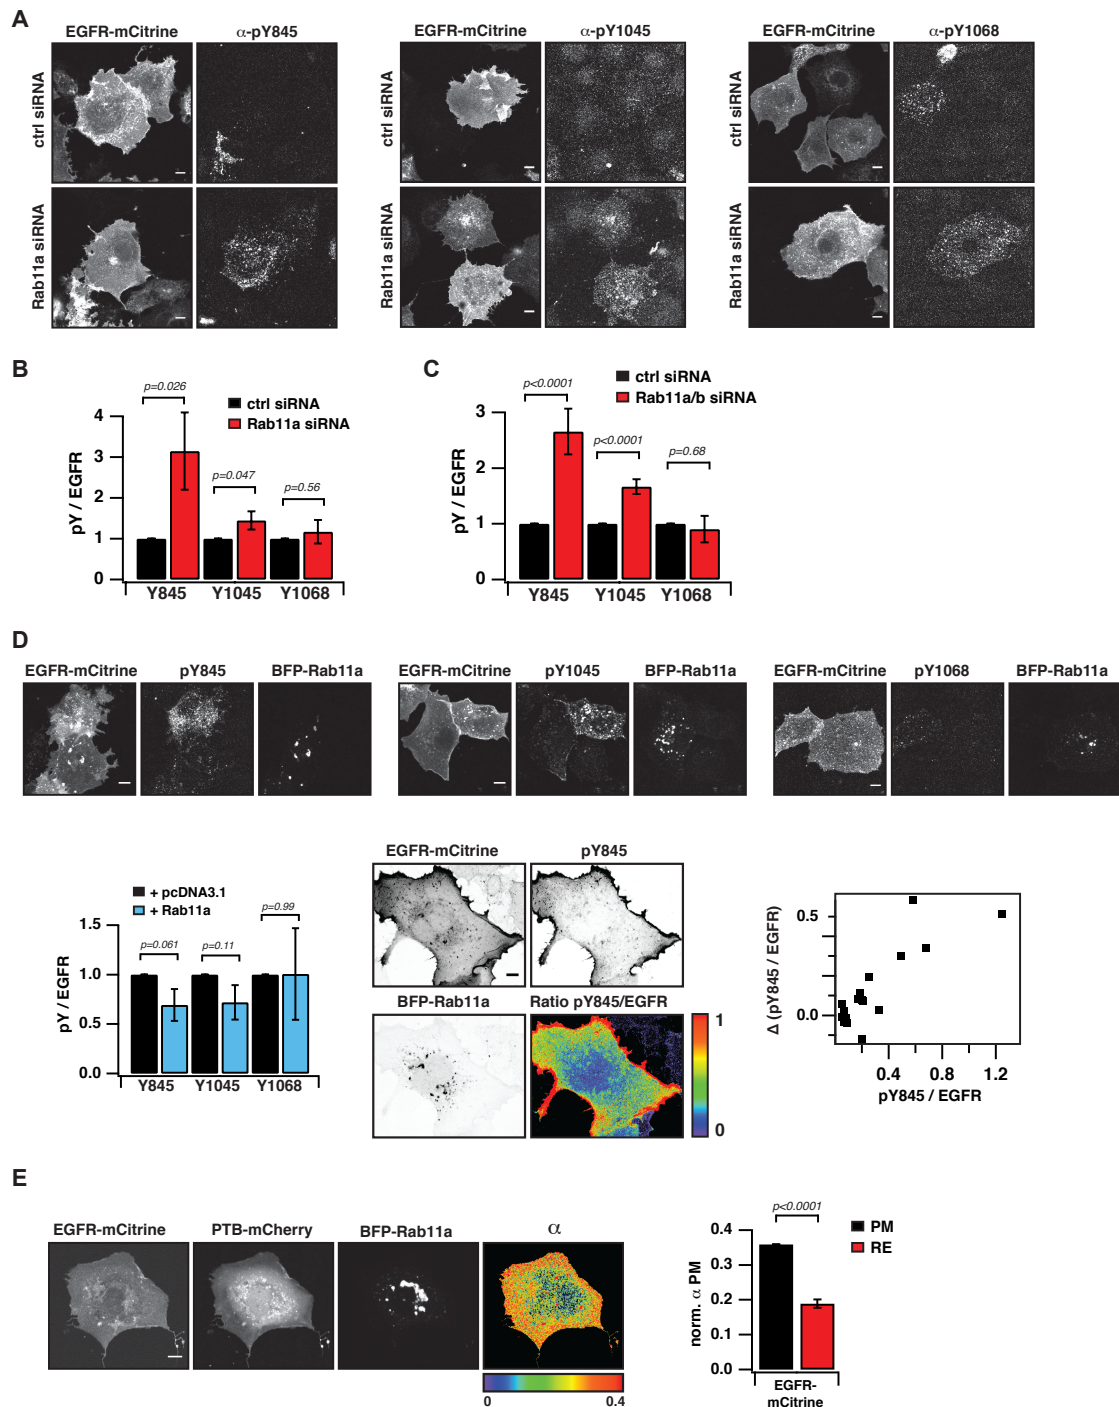 A
EGFR-mCitrine α-pY845 EGFR-mCitrine α-pY1045 EGFR-mCitrine α-pY1068
ctrl siRNA ctrl siRNA ctrl siRNA
Rab11a siRNA Rab11a siRNA Rab11a siRNA
B
p=0.026
ctrl siRNA
Rab11a siRNA
p=0.047
p=0.56
pY / EGFR
4
3
2
1
0
Y845 Y1045 Y1068
C
p<0.0001
ctrl siRNA
Rab11a/b siRNA
p<0.0001
p=0.68
pY / EGFR
3
2
1
0
Y845 Y1045 Y1068
D
EGFR-mCitrine pY845 BFP-Rab11a EGFR-mCitrine pY1045 BFP-Rab11a EGFR-mCitrine pY1068 BFP-Rab11a
+ pcDNA3.1
+ Rab11a
p=0.99
p=0.061
p=0.11
pY / EGFR
1.5
1.0
0.5
0.0
Y845 Y1045 Y1068
EGFR-mCitrine pY845
BFP-Rab11a Ratio pY845/EGFR
1
0
Δ (pY845 / EGFR)
0.5
0.0
0.4 0.8 1.2
pY845 / EGFR
E
EGFR-mCitrine PTB-mCherry BFP-Rab11a α
0 0.4
p<0.0001
PM
RE
norm. α PM
0.4
0.3
0.2
0.1
0.0
EGFR-
mCitrine